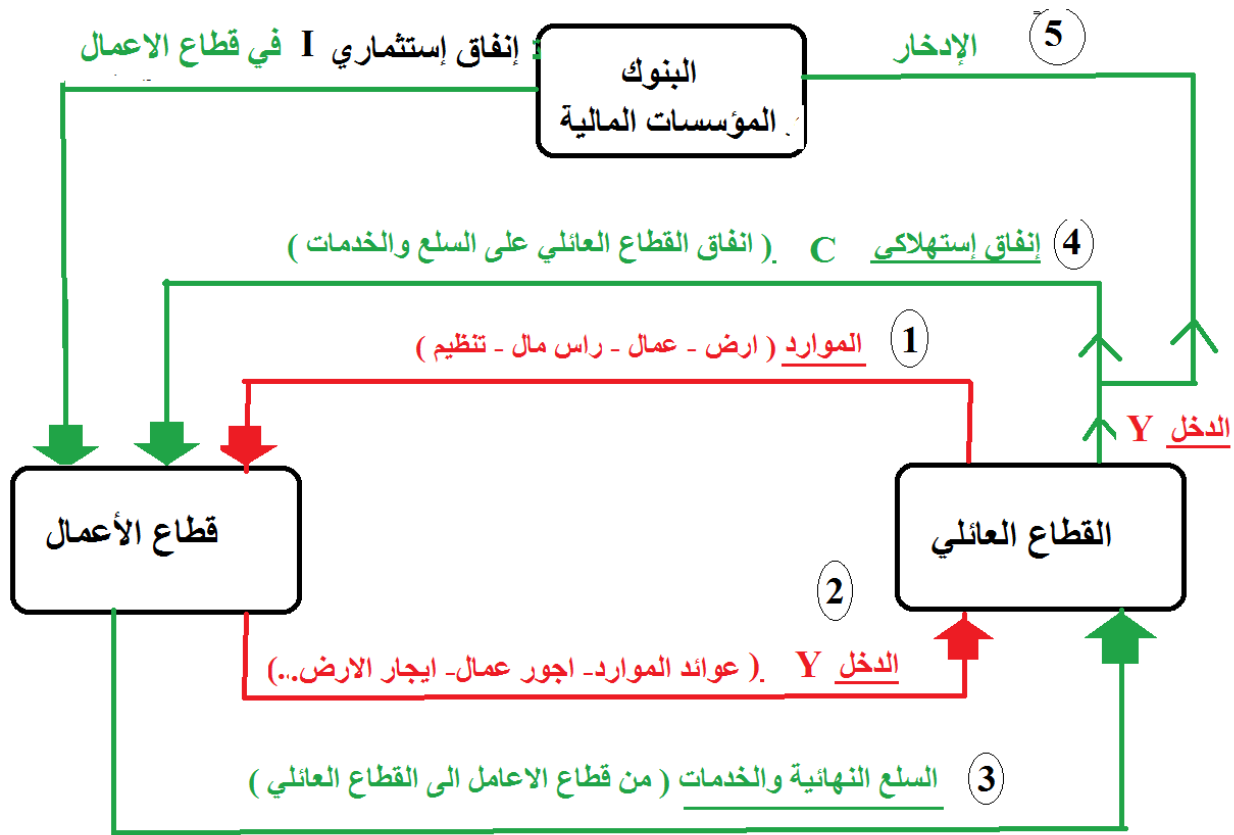 إنفاق إستثماري I في قطاع الاعمال
الإدخار 5
البنوك
المؤسسات المالية
4 إنفاق إستهلاكي C ( انفاق القطاع العائلي على السلع والخدمات )
1 الموارد ( ارض - عمال - راس مال - تنظيم )
الدخل Y
القطاع العائلي
قطاع الأعمال
2
الدخل Y ( عوائد الموارد- اجور عمال- ايجار الارض..)
3 السلع النهائية والخدمات ( من قطاع الاعامل الى القطاع العائلي )